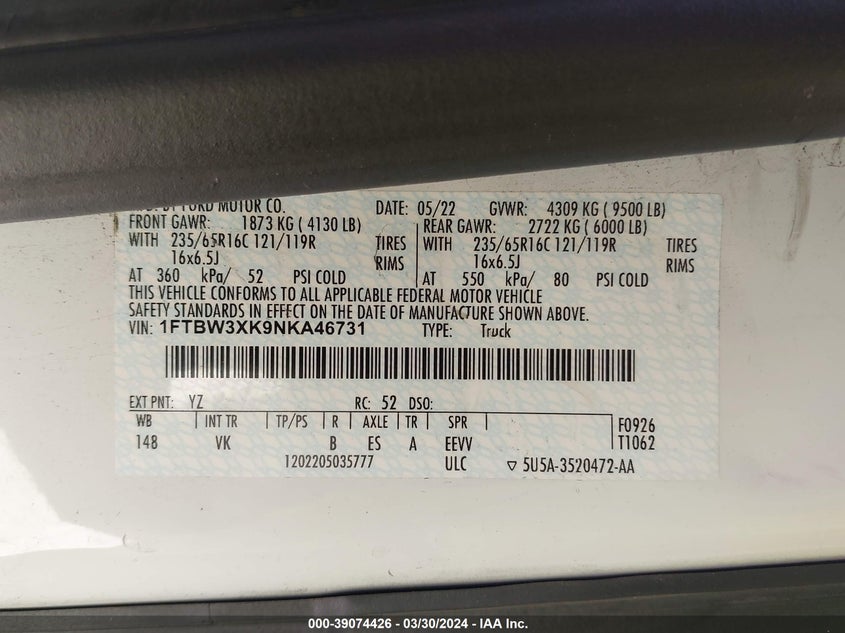 FORD MOTOR CO. DATE: 05/22 GVWR: 4309 KG ( 9500 LB)
FRONT GAWR: 1873 KG ( 4130 LB) REAR GAWR: 2722 KG ( 6000 LB)
WITH 235/65R16C 121/119R TIRES WITH 235/65R16C 121/119R TIRES
16x6.5J RIMS 16x6.5J RIMS
AT 360 kPa/ 52 PSI COLD AT 550 kPa/ 80 PSI COLD
THIS VEHICLE CONFORMS TO ALL APPLICABLE FEDERAL MOTOR VEHICLE
SAFETY STANDARDS IN EFFECT ON THE DATE OF MANUFACTURE SHOWN ABOVE.
VIN: 1FTBW3XK9NKA46731 TYPE: Truck
EXT PNT: YZ RC: 52 DSO:
WB INT TR TP/PS R AXLE TR SPR F0926
148 VK B ES A EEVV T1062
1202205035777 ULC ▽ 5U5A-3520472-AA
000-39074426 - 03/30/2024 - IAA Inc.